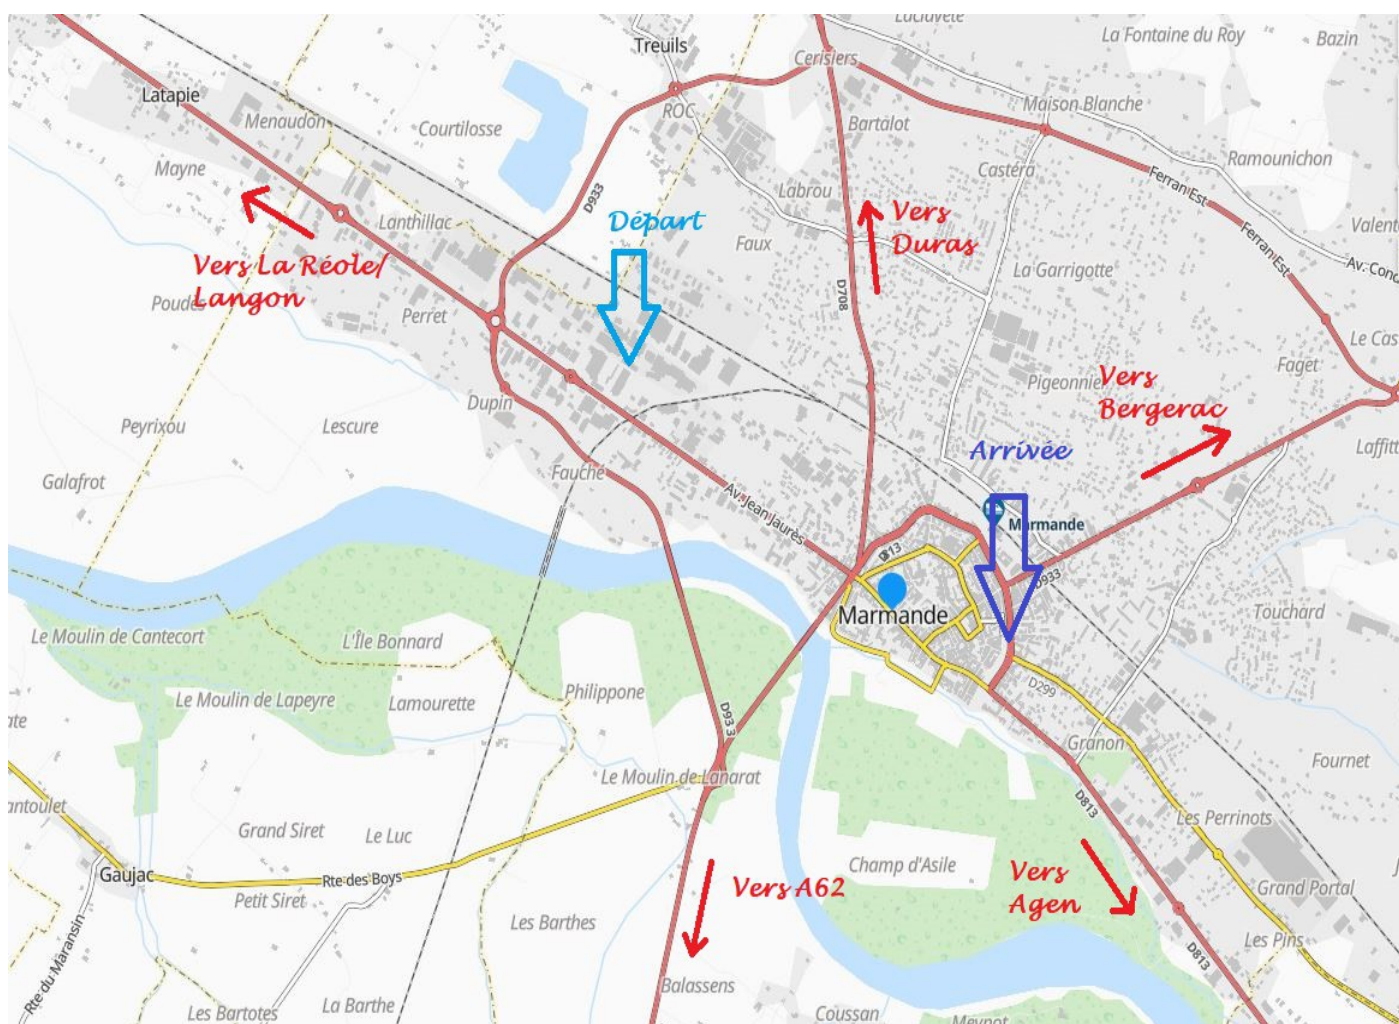 Laclavete
La Fontaine du Roy
Bazin
Treuils
Cerisiers
Latapie
ROC
Maison Blanche
Menaudon
Courtilosse
Bartalot
Ramounichon
Mayne
Castéra
Ferran Est
Labrou
D933
Lanthillac
Départ
Vers
Duras
Faux
Valent
Ferran Est
Av. Conc
Vers La Réole/
Langon
La Garrigotte
Poudès
Perret
D708
Le Cas
Faget
Pigeonnier
Vers
Bergerac
Dupin
Peyrixou
Lescure
Laffitt
Arrivée
Galafrot
Fauché
Av. Jean Jaurès
Marmande
D813
D933
Marmande
Touchard
Le Moulin de Cantecort
L'Île Bonnard
Le Moulin de Lapeyre
Lamourette
Philippone
D299
D93 3
Granon
Fournet
Le Moulin de Lanarat
antoulet
D813
Grand Siret
Le Luc
Les Perrinots
Gaujac
Rte des Boys
Champ d'Asile
Vers A62
Vers
Agen
Grand Portal
Petit Siret
Les Barthes
Les Pins
D813
Rte du Maransin
Balassens
La Barthe
Les Bartotes
Coussan
Meynot